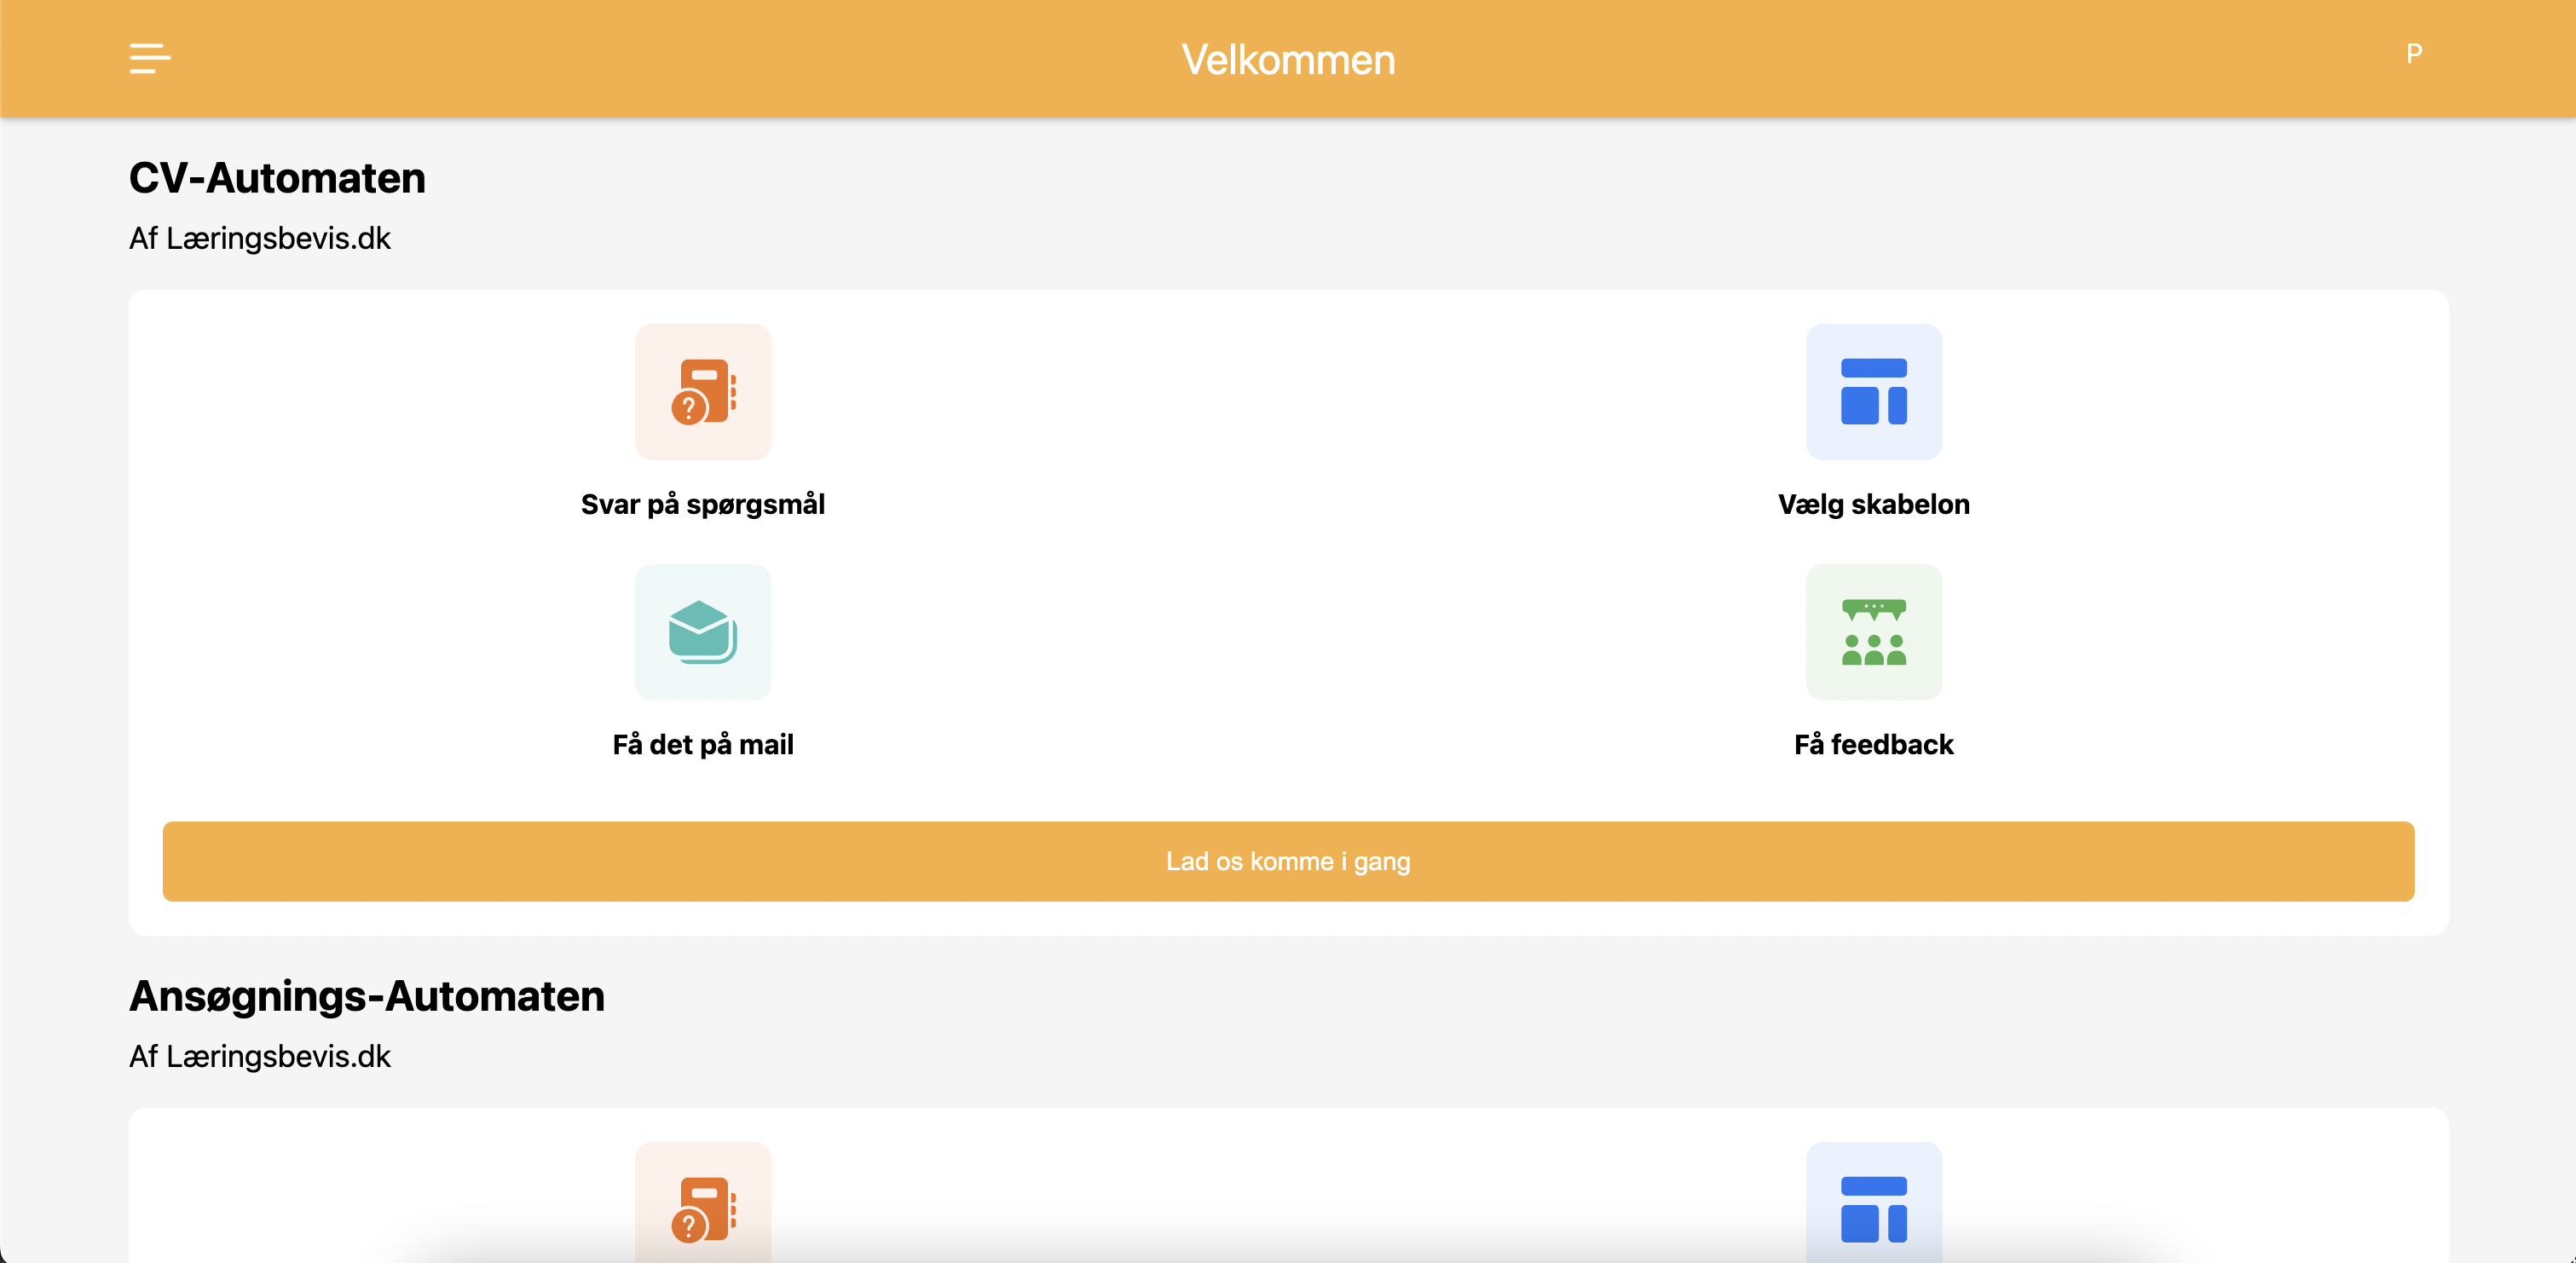 Velkommen
P
CV-Automaten
Af Læringsbevis.dk
Svar på spørgsmål
Vælg skabelon
Få det på mail
Få feedback
Lad os komme i gang
Ansøgnings-Automaten
Af Læringsbevis.dk